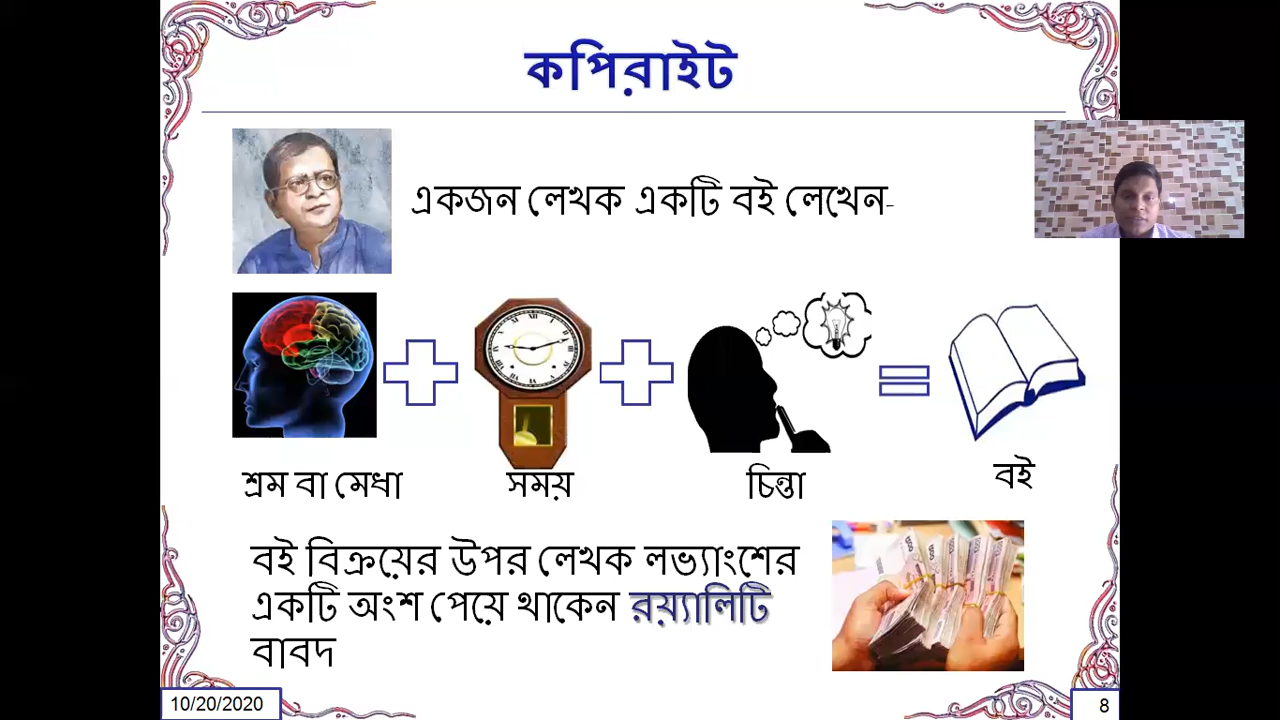 কপিরাইট
একজন লেখক একটি বই লেখেন-
শ্রম বা মেধা
সময়
চিন্তা
বই
বই বিক্রয়ের উপর লেখক লভ্যাংশের
একটি অংশ পেয়ে থাকেন রয়্যালিটি
বাবদ
10/20/2020
8